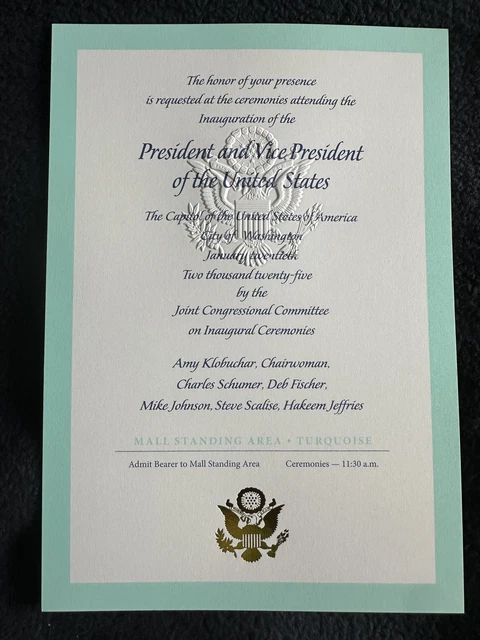 The honor of your presence
is requested at the ceremonies attending the
Inauguration of the
President and Vice President
of the United States
The Capitol of the United States of America
City of Washington
January twentieth
Two thousand twenty-five
by the
Joint Congressional Committee
on Inaugural Ceremonies
Amy Klobuchar, Chairwoman,
Charles Schumer, Deb Fischer,
Mike Johnson, Steve Scalise, Hakeem Jeffries
MALL STANDING AREA • TURQUOISE
Admit Bearer to Mall Standing Area Ceremonies — 11:30 a.m.